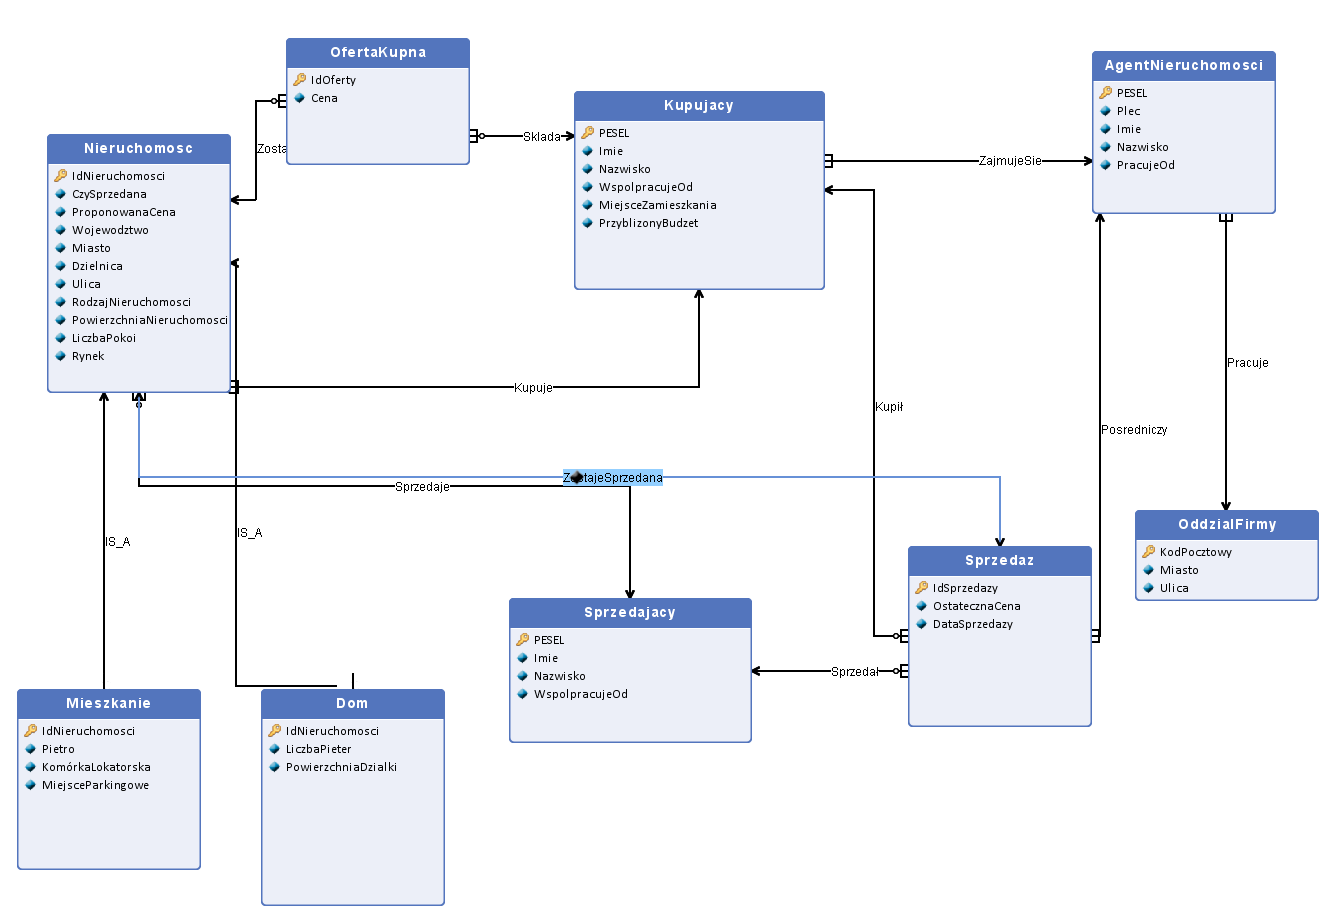 OfertaKupna
IdOferty
Cena
Zosta
Nieruchomosc
IdNieruchomosci
CzySprzedana
ProponowanaCena
Wojewodztwo
Miasto
Dzielnica
Ulica
RodzajNieruchomosci
PowierzchniaNieruchomosci
LiczbaPokoi
Rynek
Sklada
Kupujacy
PESEL
Imie
Nazwisko
WspolpracujeOd
MiejsceZamieszkania
PrzyblizonyBudzet
ZajmujeSie
AgentNieruchomosci
PESEL
Plec
Imie
Nazwisko
PracujeOd
Pracuje
Kupuje
Kupił
Posredniczy
ZostajeSprzedana
Sprzedaje
IS_A
IS_A
OddzialFirmy
KodPocztowy
Miasto
Ulica
Sprzedaz
IdSprzedazy
OstatecznaCena
DataSprzedazy
Sprzedajacy
PESEL
Imie
Nazwisko
WspolpracujeOd
Sprzedał
Mieszkanie
IdNieruchomosci
Pietro
KomórkaLokatorska
MiejsceParkingowe
Dom
IdNieruchomosci
LiczbaPieter
PowierzchniaDzialki